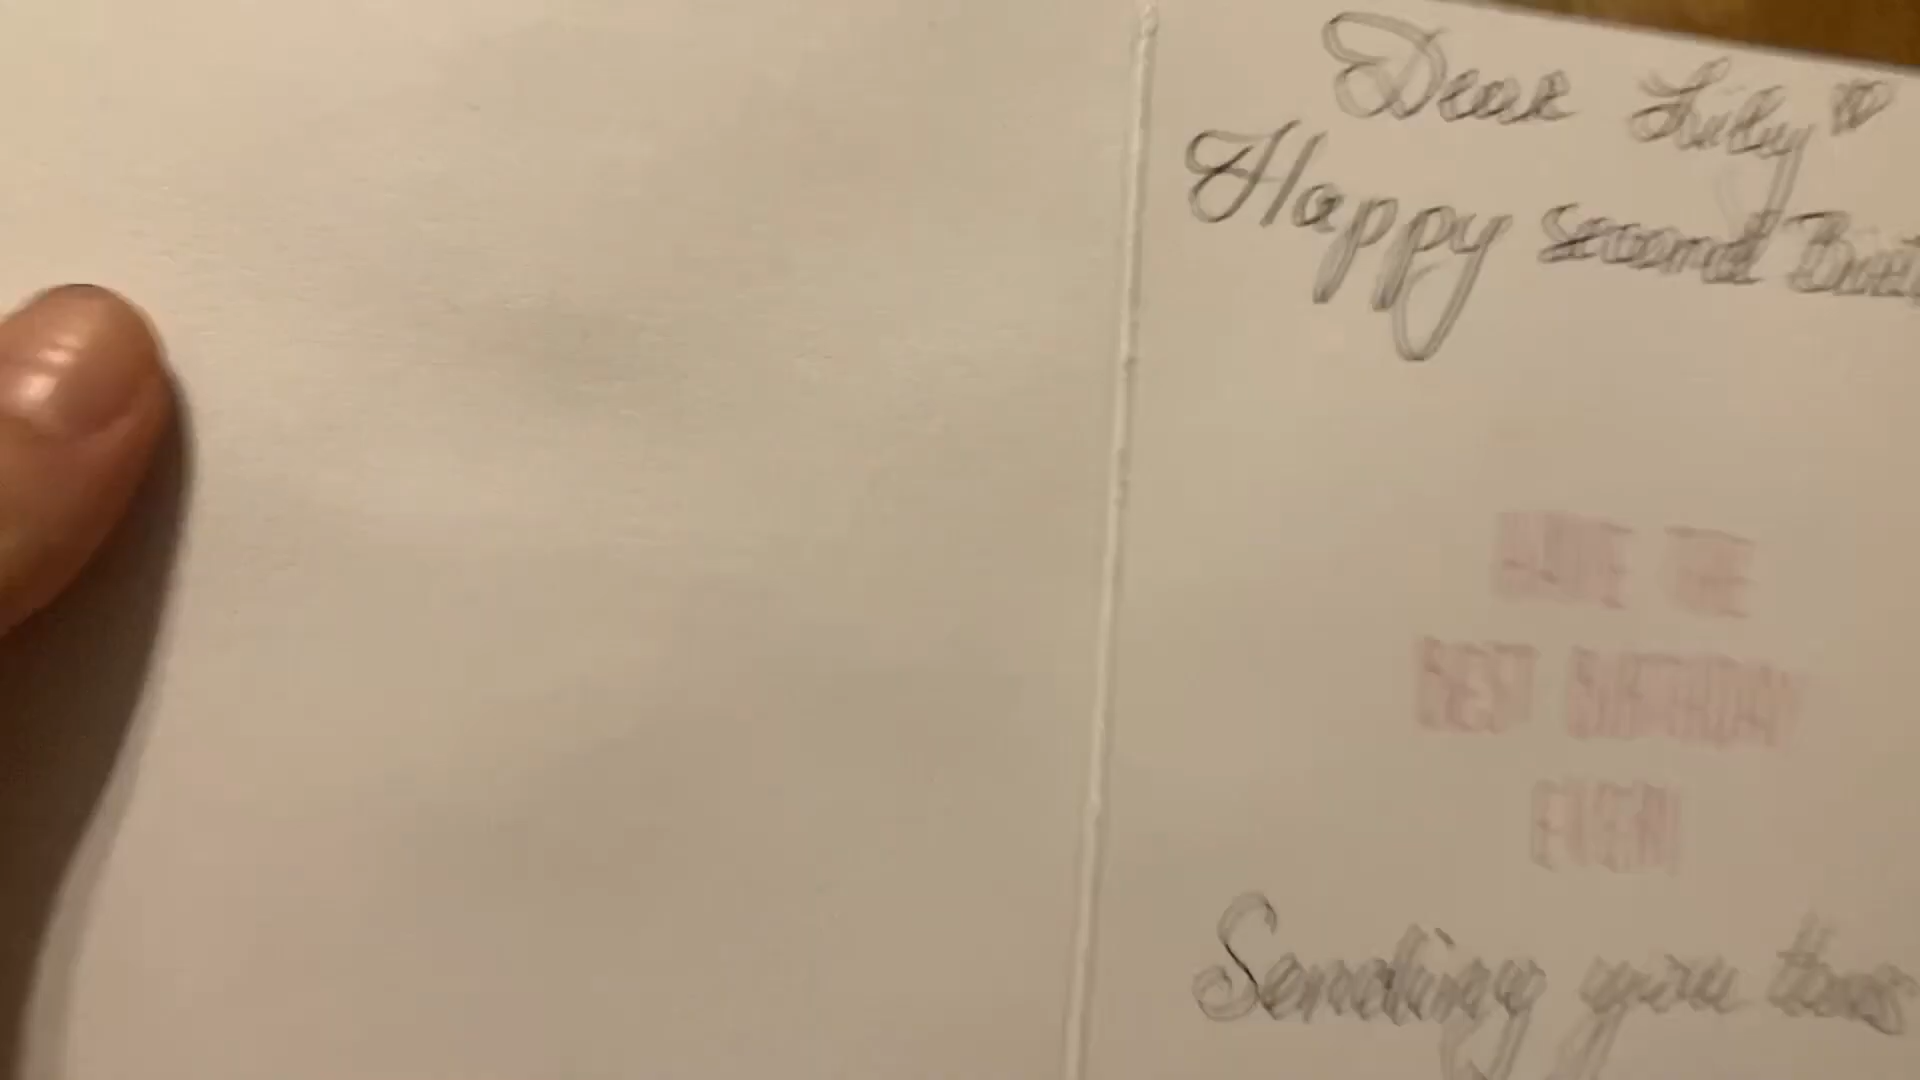 Dear Lily
Happy second
HAVE THE
BEST BIRTHDAY
EVER!
Sending you